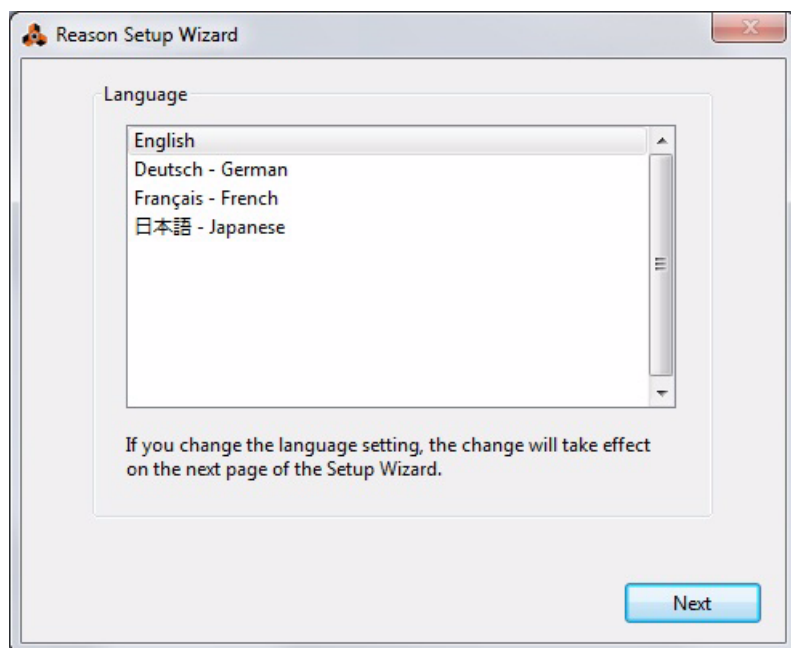 Reason Setup Wizard
Language
English
Deutsch - German
Français - French
日本語 - Japanese
If you change the language setting, the change will take effect
on the next page of the Setup Wizard.
Next